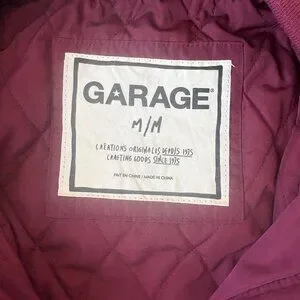 GARAGE®
M/M
CRÉATIONS ORIGINALES DEPUIS 1975
CRAFTING GOODS SINCE 1975
FAIT EN CHINE / MADE IN CHINA